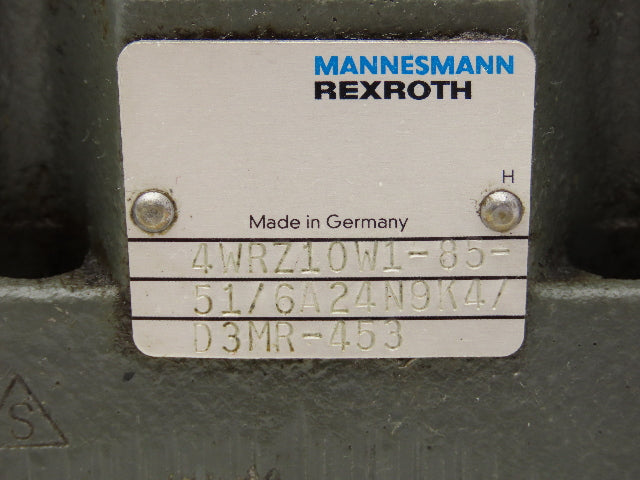 MANNESMANN
REXROTH
H
Made in Germany
4WRZ10W1-85-
51/6A24N9K4/
D3MR-453
S